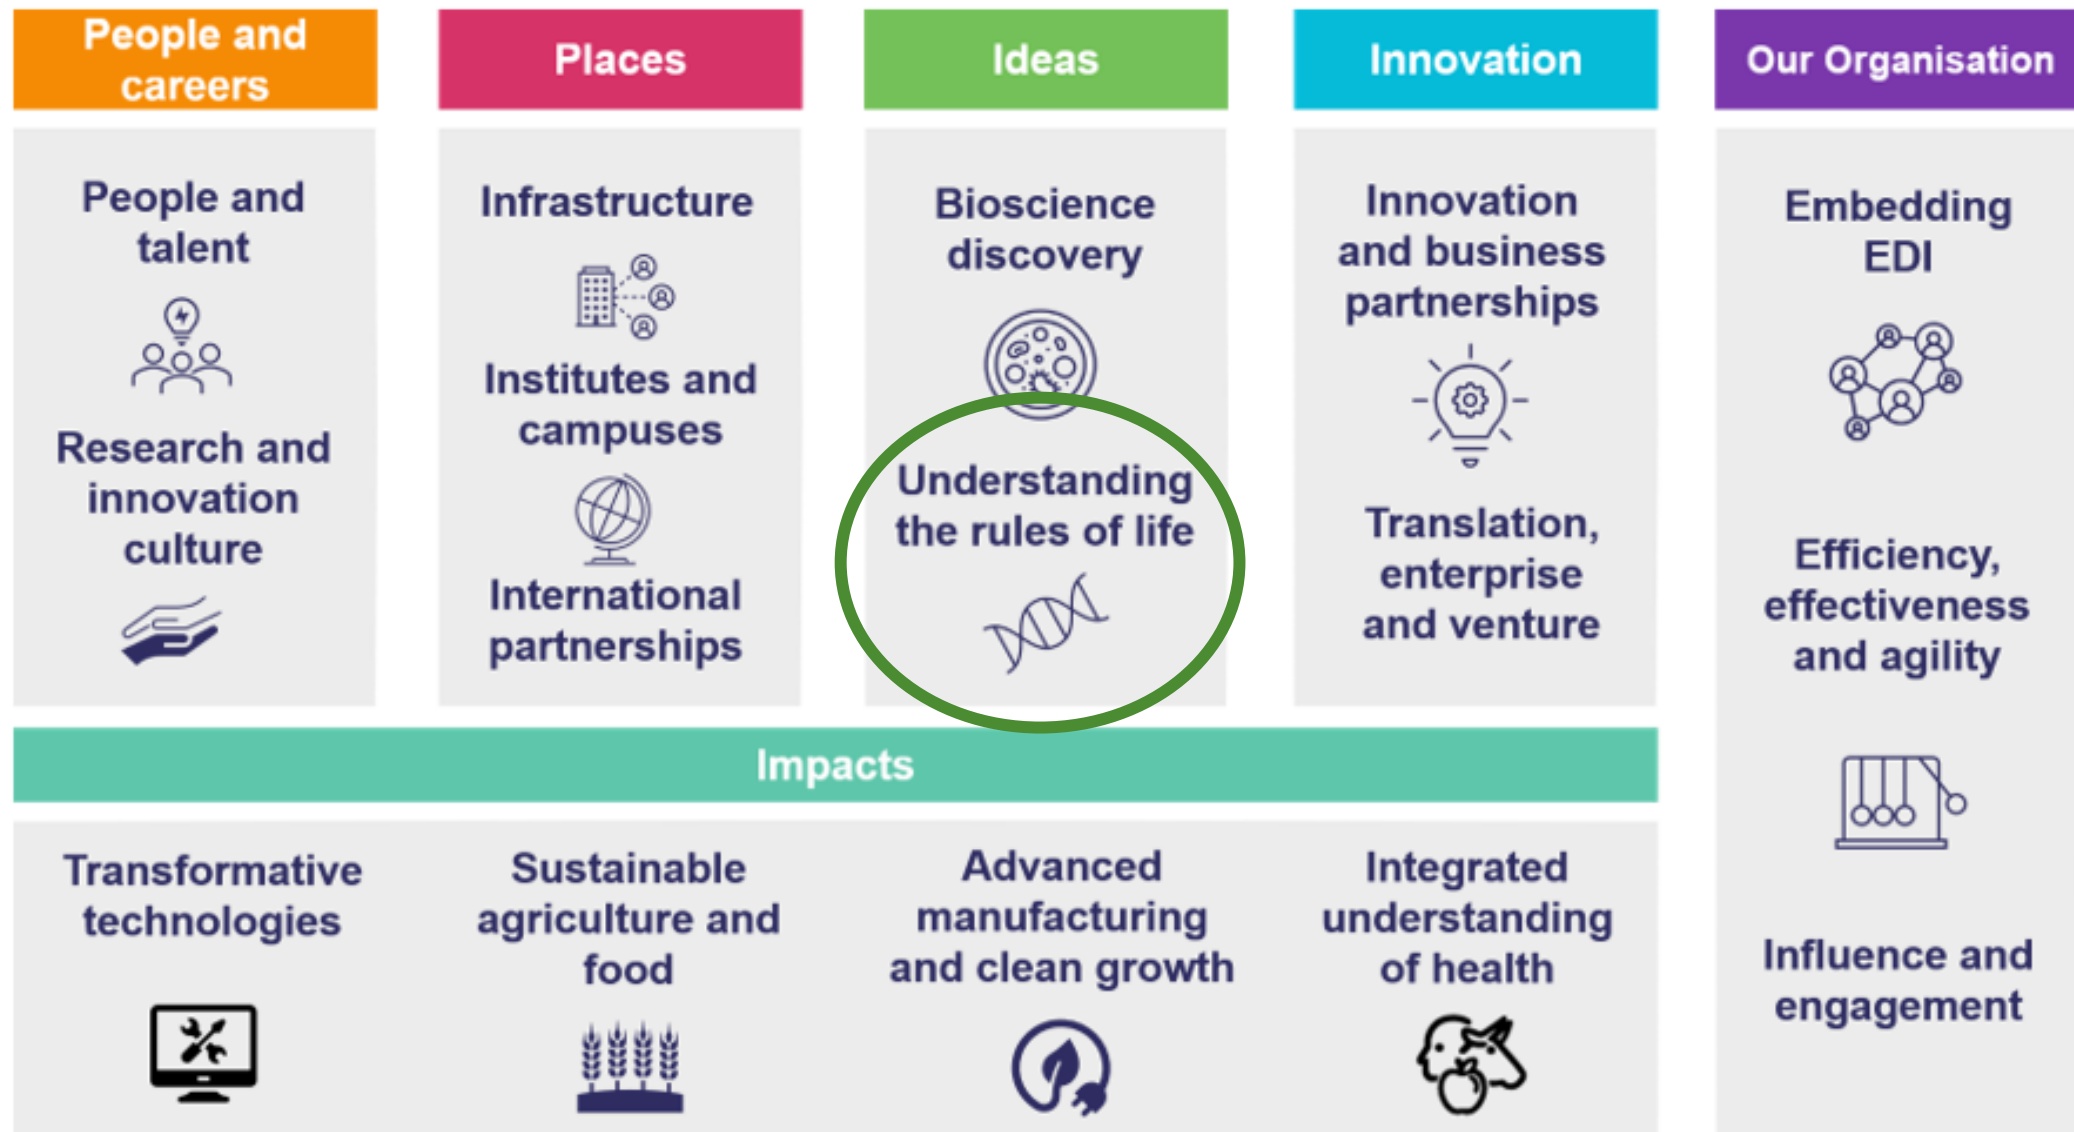 People and
careers
Places
Ideas
Innovation
Our Organisation
People and
talent
Research and
innovation
culture
Infrastructure
Institutes and
campuses
International
partnerships
Bioscience
discovery
Understanding
the rules of life
Innovation
and business
partnerships
Translation,
enterprise
and venture
Embedding
EDI
Efficiency,
effectiveness
and agility
Influence and
engagement
Impacts
Transformative
technologies
Sustainable
agriculture and
food
Advanced
manufacturing
and clean growth
Integrated
understanding
of health